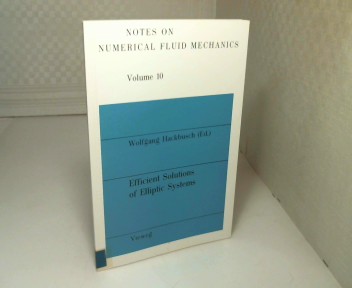 NOTES ON
NUMERICAL FLUID MECHANICS
Volume 10
Wolfgang Hackbusch (Ed.)
Efficient Solutions
of Elliptic Systems
Vieweg